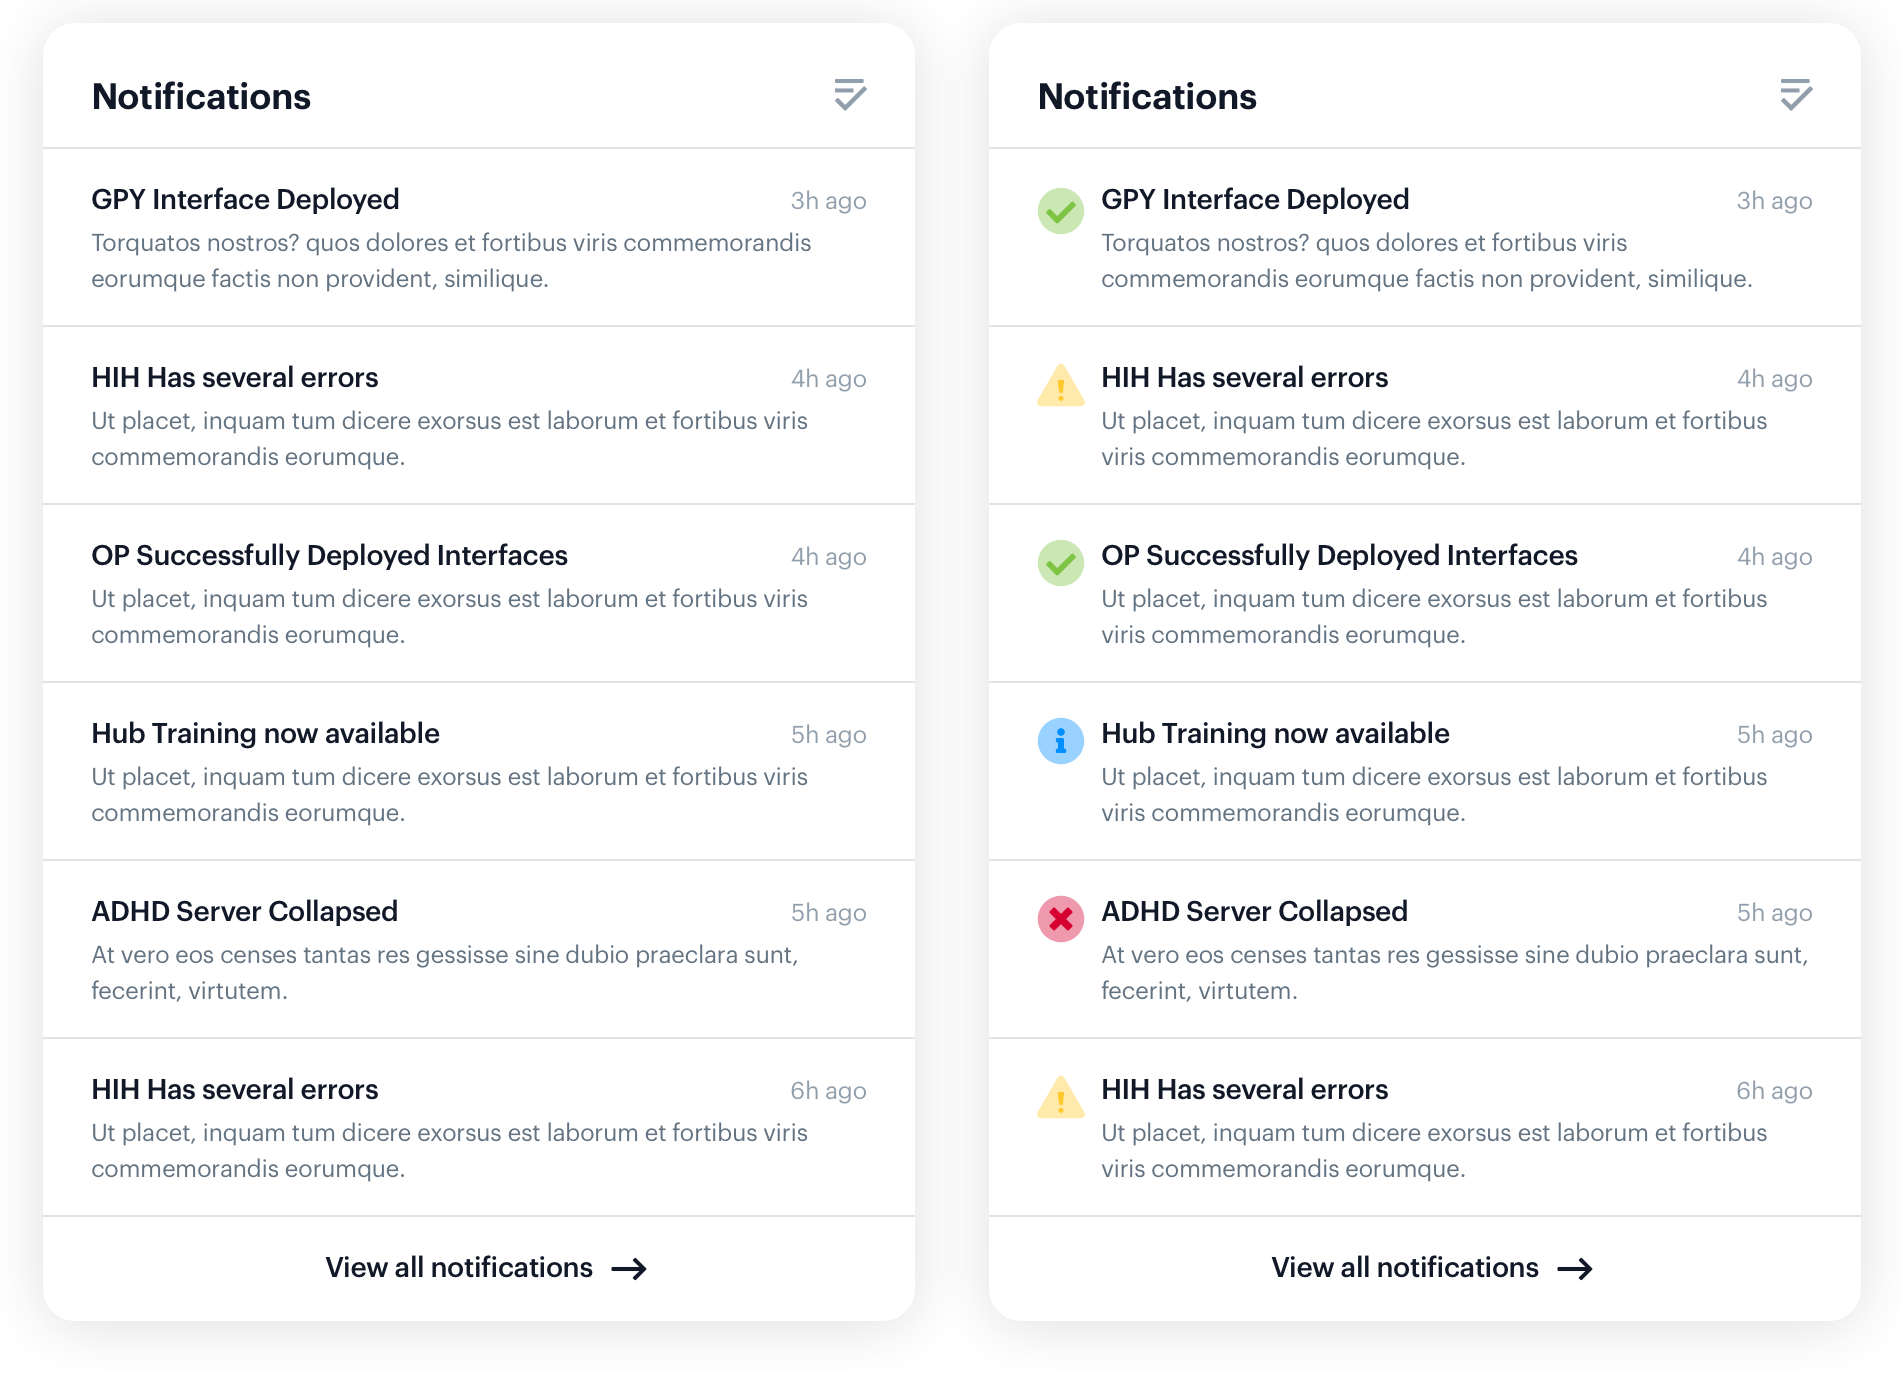 Notifications
GPY Interface Deployed
3h ago
Torquatos nostros? quos dolores et fortibus viris commemorandis
eorumque factis non provident, similique.
HIH Has several errors
4h ago
Ut placet, inquam tum dicere exorsus est laborum et fortibus viris
commemorandis eorumque.
OP Successfully Deployed Interfaces
4h ago
Ut placet, inquam tum dicere exorsus est laborum et fortibus viris
commemorandis eorumque.
Hub Training now available
5h ago
Ut placet, inquam tum dicere exorsus est laborum et fortibus viris
commemorandis eorumque.
ADHD Server Collapsed
5h ago
At vero eos censes tantas res gessisse sine dubio praeclara sunt,
fecerint, virtutem.
HIH Has several errors
6h ago
Ut placet, inquam tum dicere exorsus est laborum et fortibus viris
commemorandis eorumque.
View all notifications
Notifications
GPY Interface Deployed
3h ago
Torquatos nostros? quos dolores et fortibus viris
commemorandis eorumque factis non provident, similique.
HIH Has several errors
4h ago
Ut placet, inquam tum dicere exorsus est laborum et fortibus
viris commemorandis eorumque.
OP Successfully Deployed Interfaces
4h ago
Ut placet, inquam tum dicere exorsus est laborum et fortibus
viris commemorandis eorumque.
Hub Training now available
5h ago
Ut placet, inquam tum dicere exorsus est laborum et fortibus
viris commemorandis eorumque.
ADHD Server Collapsed
5h ago
At vero eos censes tantas res gessisse sine dubio praeclara sunt,
fecerint, virtutem.
HIH Has several errors
6h ago
Ut placet, inquam tum dicere exorsus est laborum et fortibus
viris commemorandis eorumque.
View all notifications